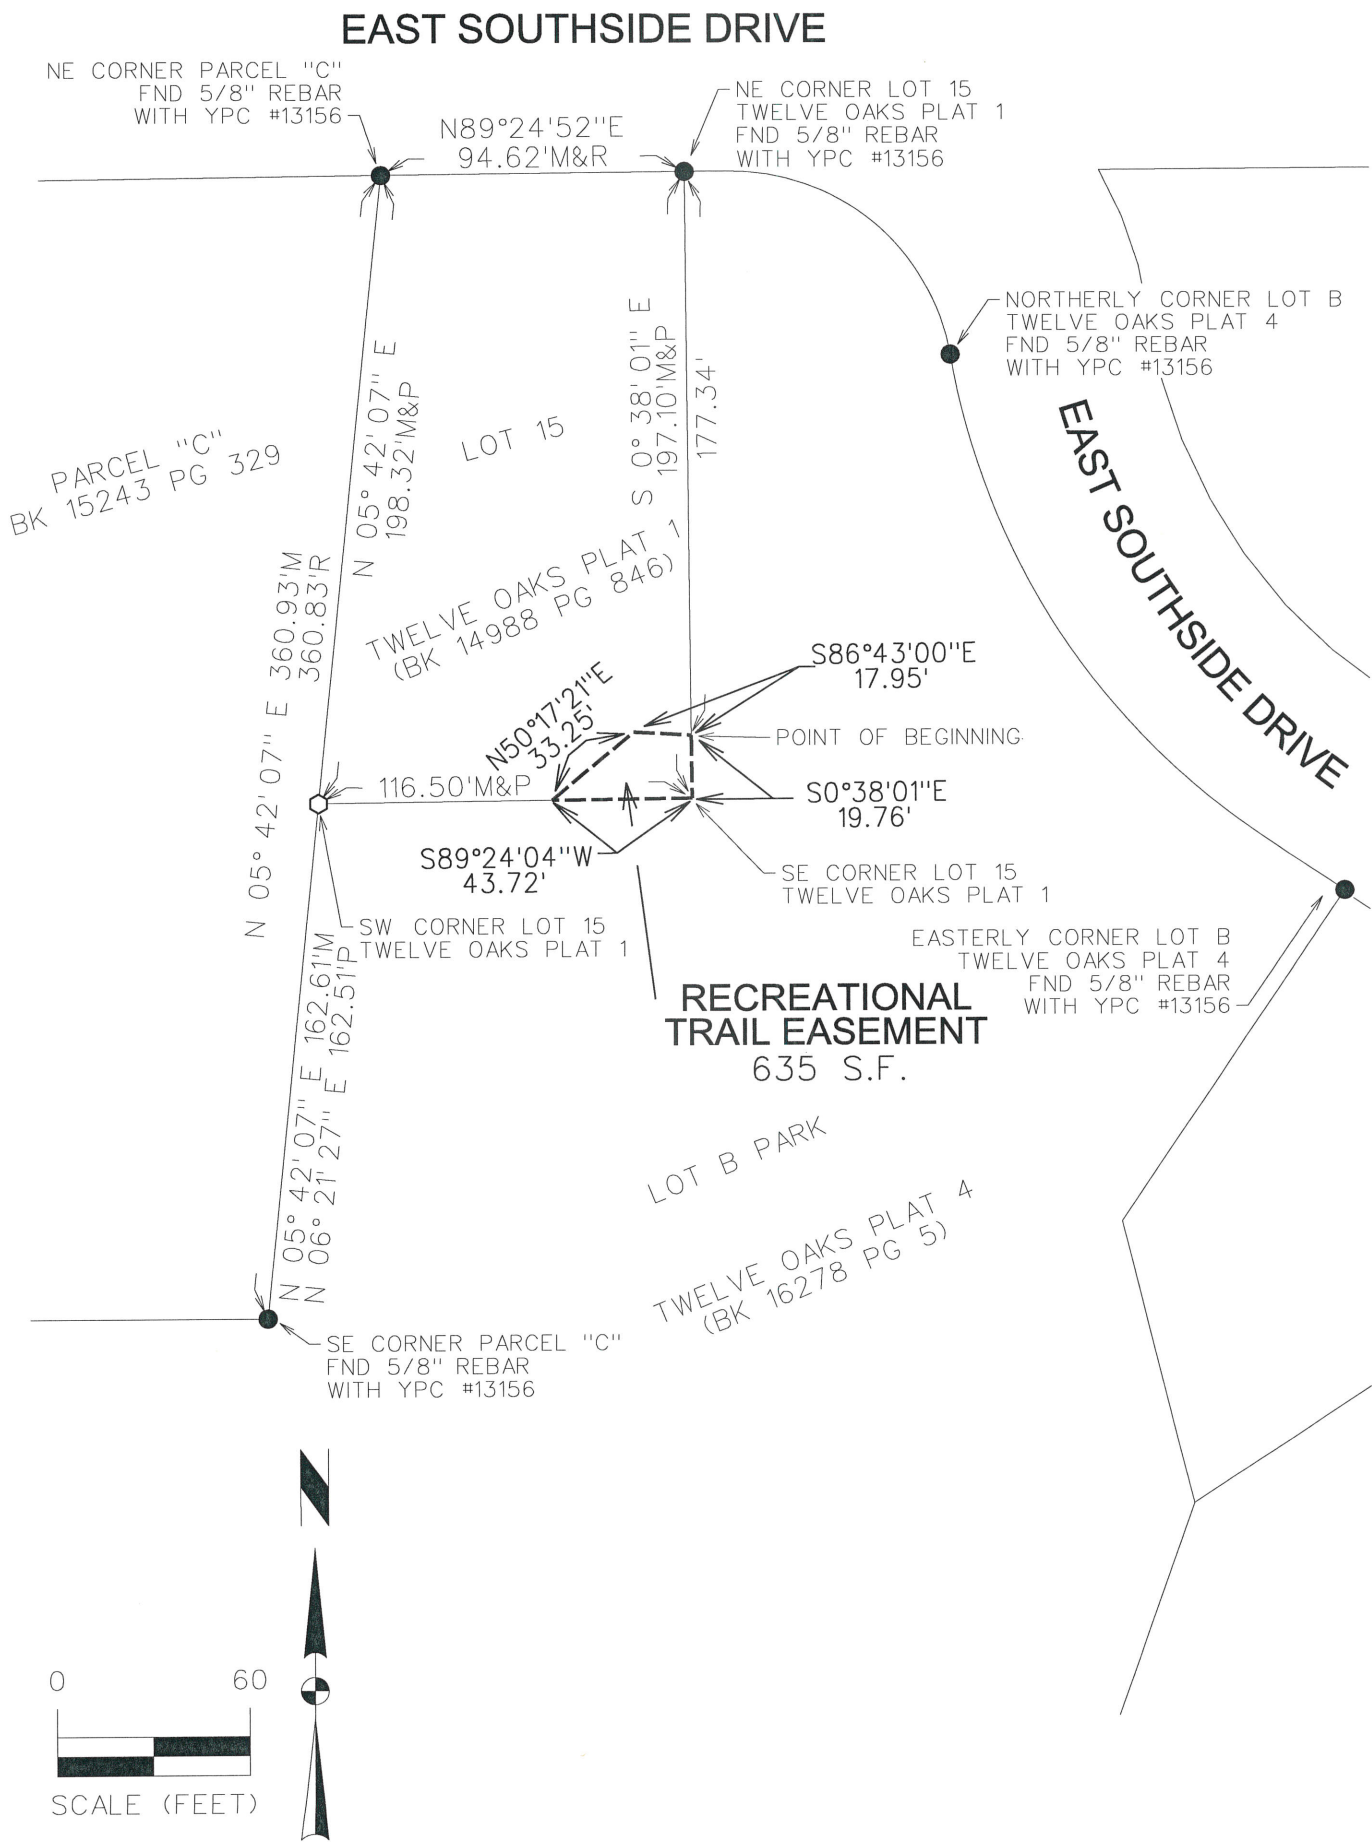 EAST SOUTHSIDE DRIVE
NE CORNER PARCEL "C"
FND 5/8" REBAR
WITH YPC #13156
N89°24'52"E
94.62'M&R
NE CORNER LOT 15
TWELVE OAKS PLAT 1
FND 5/8" REBAR
WITH YPC #13156
NORTHERLY CORNER LOT B
TWELVE OAKS PLAT 4
FND 5/8" REBAR
WITH YPC #13156
EAST SOUTHSIDE DRIVE
PARCEL "C"
BK 15243 PG 329
N 05° 42' 07" E
198.32'M&P
LOT 15
S 0° 38' 01" E
197.10'M&P
177.34'
TWELVE OAKS PLAT 1
(BK 14988 PG 846)
N 05° 42' 07" E 360.93'M
360.83'R
N50°17'21"E
33.25'
S86°43'00"E
17.95'
POINT OF BEGINNING
116.50'M&P
S0°38'01"E
19.76'
S89°24'04"W
43.72'
SE CORNER LOT 15
TWELVE OAKS PLAT 1
SW CORNER LOT 15
TWELVE OAKS PLAT 1
EASTERLY CORNER LOT B
TWELVE OAKS PLAT 4
FND 5/8" REBAR
WITH YPC #13156
RECREATIONAL
TRAIL EASEMENT
635 S.F.
N 05° 42' 07" E 162.61'M
N 06° 21' 27" E 162.51'P
LOT B PARK
TWELVE OAKS PLAT 4
(BK 16278 PG 5)
SE CORNER PARCEL "C"
FND 5/8" REBAR
WITH YPC #13156
N
0 60
SCALE (FEET)